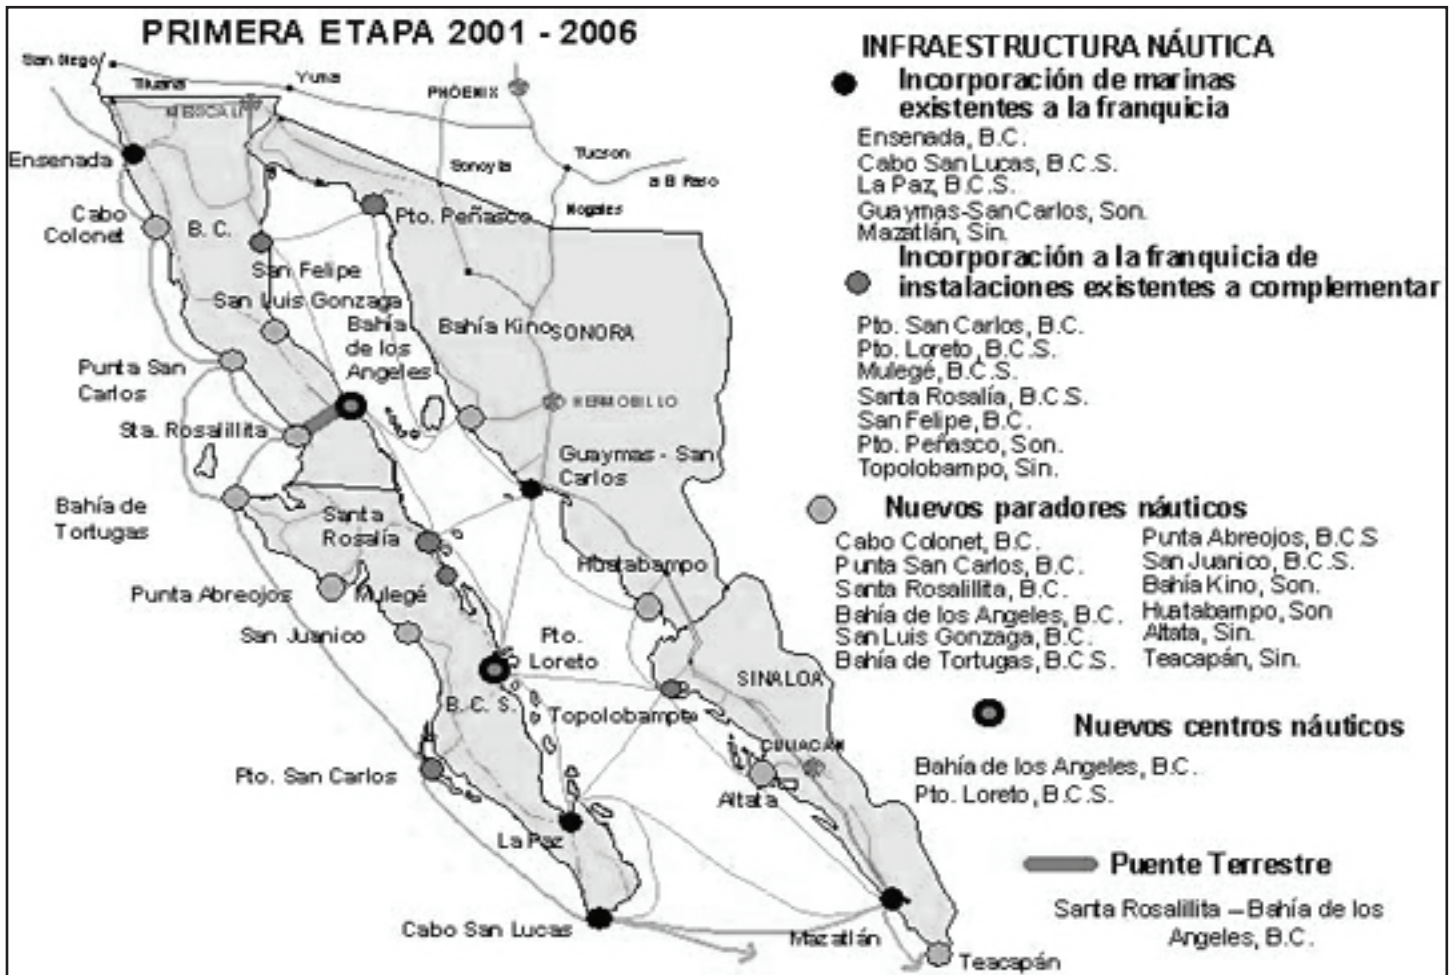 PRIMERA ETAPA 2001 - 2006
San Diego
Tijuana
Yuma
MEXICALI
PHOENIX
Ensenada
Sonoyta
Tucson
a El Paso
Nogales
Cabo
Colonet
B. C.
Pto. Peñasco
San Felipe
San Luis Gonzaga
Bahía
de los
Angeles
Bahía Kino
SONORA
Punta San
Carlos
HERMOSILLO
Sta. Rosalillita
Guaymas - San
Carlos
Bahía de
Tortugas
Santa
Rosalía
Huatabampo
Punta Abreojos
Mulegé
San Juanico
Pto.
Loreto
SINALOA
B. C. S.
Topolobampo
CULIACÁN
Pto. San Carlos
Altata
La Paz
Cabo San Lucas
Mazatlán
Teacapán
INFRAESTRUCTURA NÁUTICA
Incorporación de marinas
existentes a la franquicia
Ensenada, B.C.
Cabo San Lucas, B.C.S.
La Paz, B.C.S.
Guaymas-San Carlos, Son.
Mazatlán, Sin.
Incorporación a la franquicia de
instalaciones existentes a complementar
Pto. San Carlos, B.C.
Pto. Loreto, B.C.S.
Mulegé, B.C.S.
Santa Rosalía, B.C.S.
San Felipe, B.C.
Pto. Peñasco, Son.
Topolobampo, Sin.
Nuevos paradores náuticos
Cabo Colonet, B.C.
Punta San Carlos, B.C.
Santa Rosalillita, B.C.
Bahía de los Angeles, B.C.
San Luis Gonzaga, B.C.
Bahía de Tortugas, B.C.S.
Punta Abreojos, B.C.S
San Juanico, B.C.S.
Bahía Kino, Son.
Huatabampo, Son
Altata, Sin.
Teacapán, Sin.
Nuevos centros náuticos
Bahía de los Angeles, B.C.
Pto. Loreto, B.C.S.
Puente Terrestre
Santa Rosalillita – Bahía de los
Angeles, B.C.